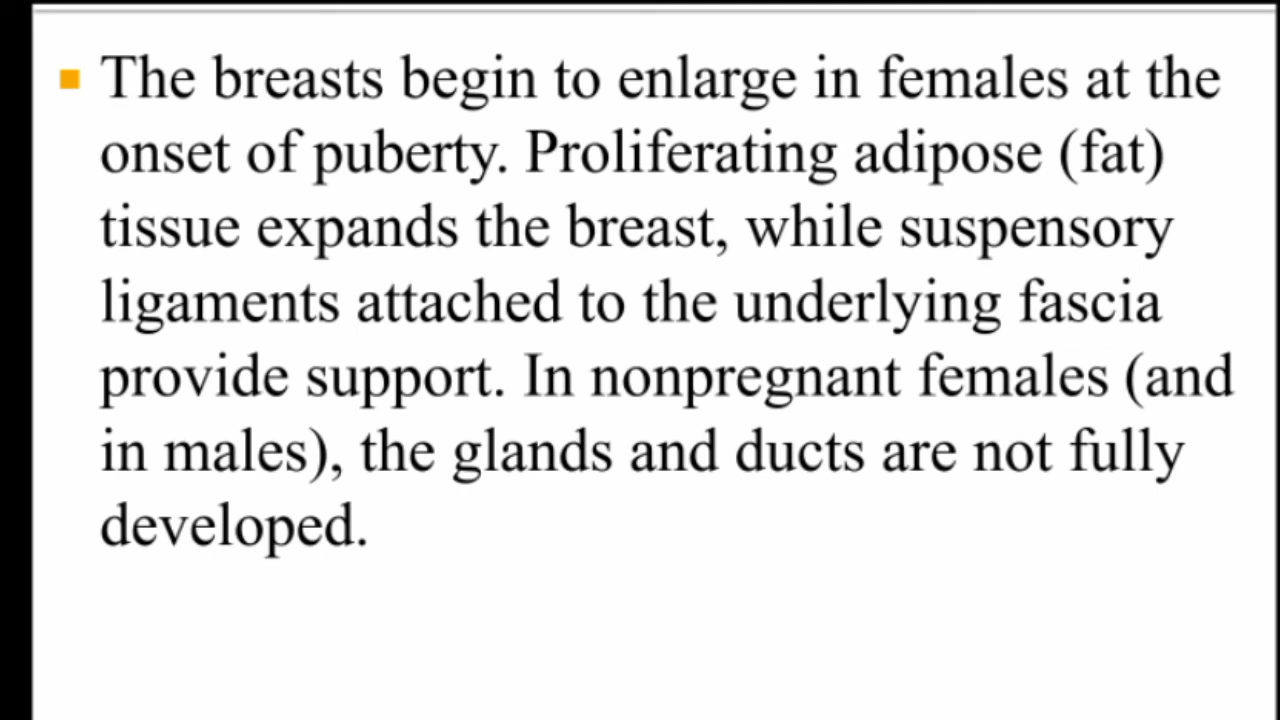 The breasts begin to enlarge in females at the
onset of puberty. Proliferating adipose (fat)
tissue expands the breast, while suspensory
ligaments attached to the underlying fascia
provide support. In nonpregnant females (and
in males), the glands and ducts are not fully
developed.